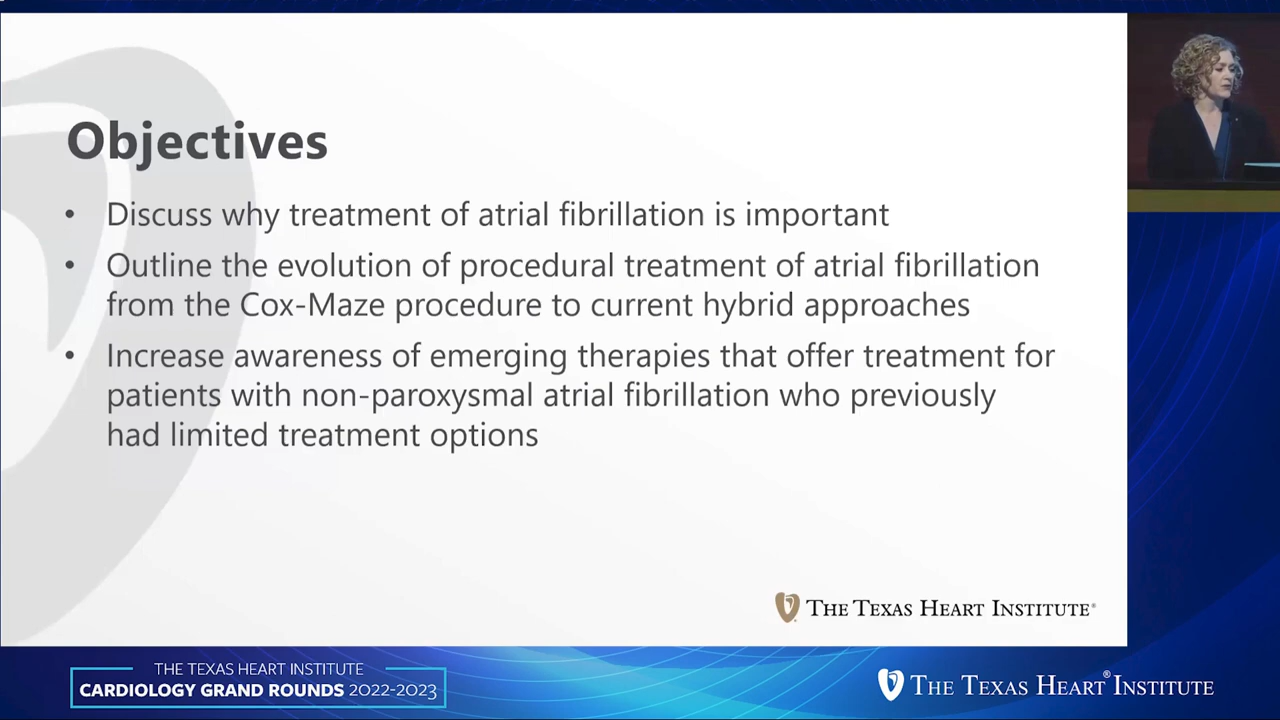 Objectives
• Discuss why treatment of atrial fibrillation is important
• Outline the evolution of procedural treatment of atrial fibrillation
from the Cox-Maze procedure to current hybrid approaches
• Increase awareness of emerging therapies that offer treatment for
patients with non-paroxysmal atrial fibrillation who previously
had limited treatment options
THE TEXAS HEART INSTITUTE®
THE TEXAS HEART INSTITUTE
CARDIOLOGY GRAND ROUNDS 2022-2023
THE TEXAS HEART® INSTITUTE